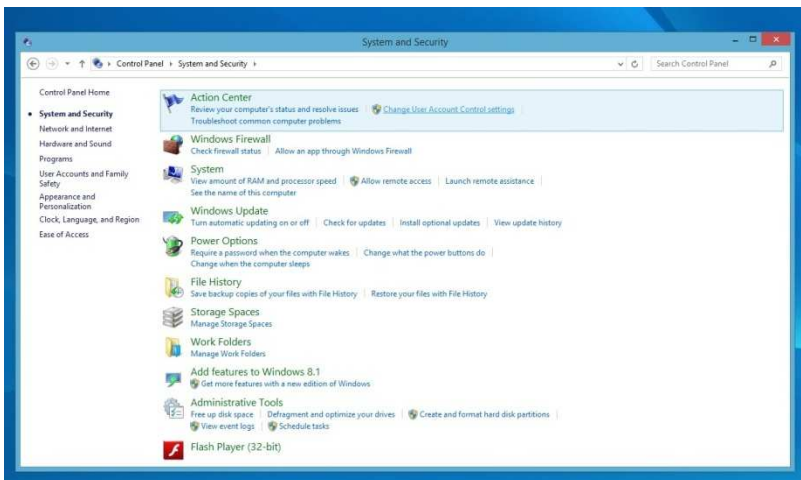 System and Security
Control Panel ▸ System and Security ▸
Search Control Panel
Control Panel Home
System and Security
Network and Internet
Hardware and Sound
Programs
User Accounts and Family
Safety
Appearance and
Personalization
Clock, Language, and Region
Ease of Access
Action Center
Review your computer's status and resolve issues | Change User Account Control settings
Troubleshoot common computer problems
Windows Firewall
Check firewall status | Allow an app through Windows Firewall
System
View amount of RAM and processor speed | Allow remote access | Launch remote assistance
See the name of this computer
Windows Update
Turn automatic updating on or off | Check for updates | Install optional updates | View update history
Power Options
Require a password when the computer wakes | Change what the power buttons do
Change when the computer sleeps
File History
Save backup copies of your files with File History | Restore your files with File History
Storage Spaces
Manage Storage Spaces
Work Folders
Manage Work Folders
Add features to Windows 8.1
Get more features with a new edition of Windows
Administrative Tools
Free up disk space | Defragment and optimize your drives | Create and format hard disk partitions
View event logs | Schedule tasks
Flash Player (32-bit)